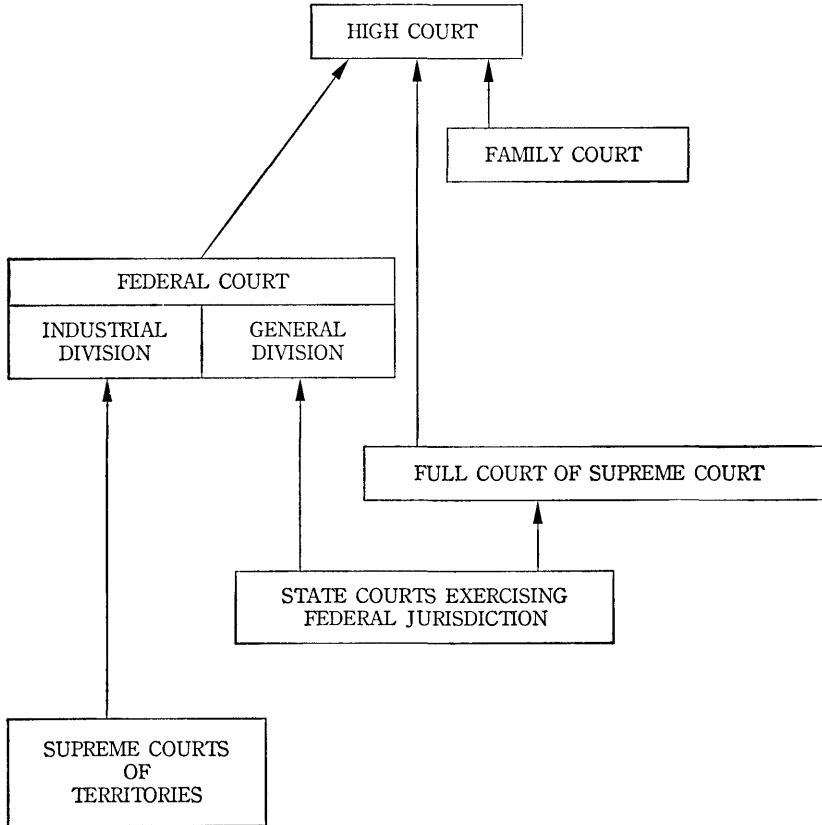 HIGH COURT
FAMILY COURT
FEDERAL COURT
INDUSTRIAL
DIVISION
GENERAL
DIVISION
FULL COURT OF SUPREME COURT
STATE COURTS EXERCISING
FEDERAL JURISDICTION
SUPREME COURTS
OF
TERRITORIES